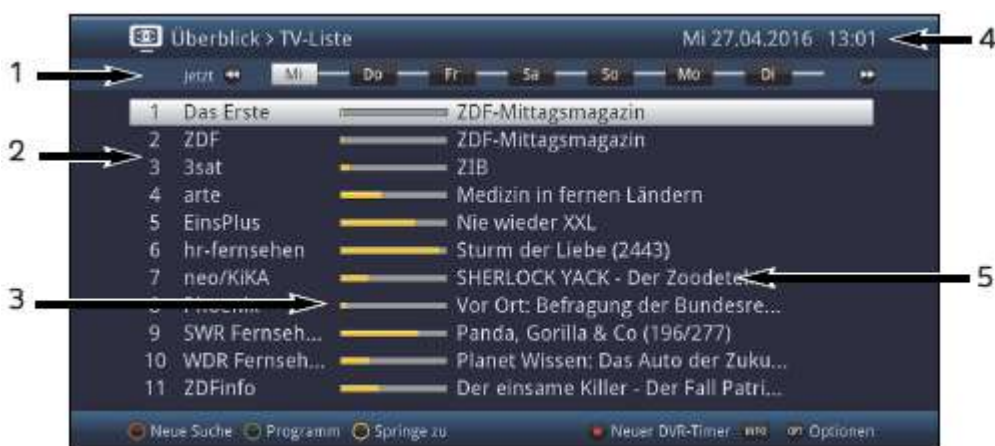 Überblick > TV-Liste Mi 27.04.2016 13:01 4
1 Jetzt Mi Do Fr Sa So Mo Di
1 Das Erste ZDF-Mittagsmagazin
2 ZDF ZDF-Mittagsmagazin
2
3 3sat ZIB
4 arte Medizin in fernen Ländern
5 EinsPlus Nie wieder XXL
6 hr-fernsehen Sturm der Liebe (2443)
7 neo/KiKA SHERLOCK YACK - Der 5
3
8 Phoenix Vor Ort: Befragung der Bundesre...
9 SWR Fernseh... Panda, Gorilla & Co (196/277)
10 WDR Fernseh... Planet Wissen: Das Auto der Zuku...
11 ZDFinfo Der einsame Killer - Der Fall Patri...
Neue Suche Programm Springe zu Neuer DVR-Timer INFO OPT Optionen